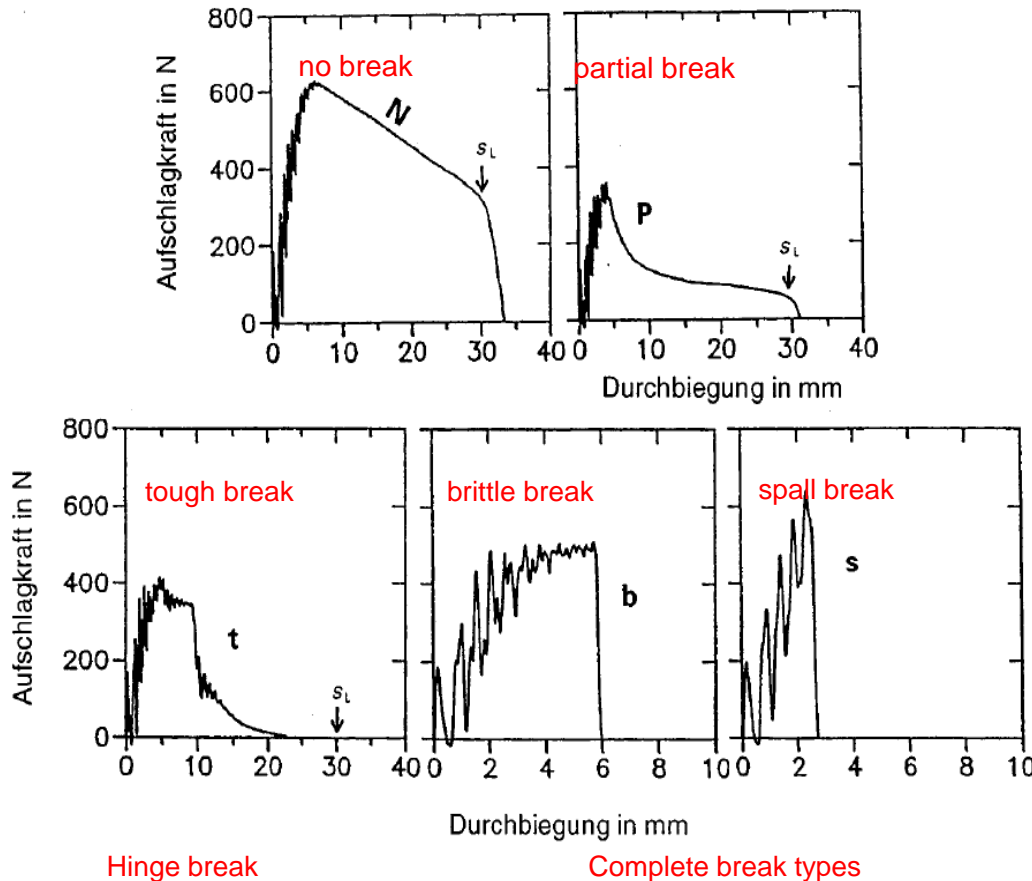 800
600
400
200
0
Aufschlagkraft in N
no break
N
sL
0 10 20 30 40
partial break
P
sL
0 10 20 30 40
Durchbiegung in mm
800
600
400
200
0
Aufschlagkraft in N
tough break
t
sL
0 10 20 30 40
brittle break
b
0 2 4 6 8 10
spall break
s
0 2 4 6 8 10
Durchbiegung in mm
Hinge break
Complete break types